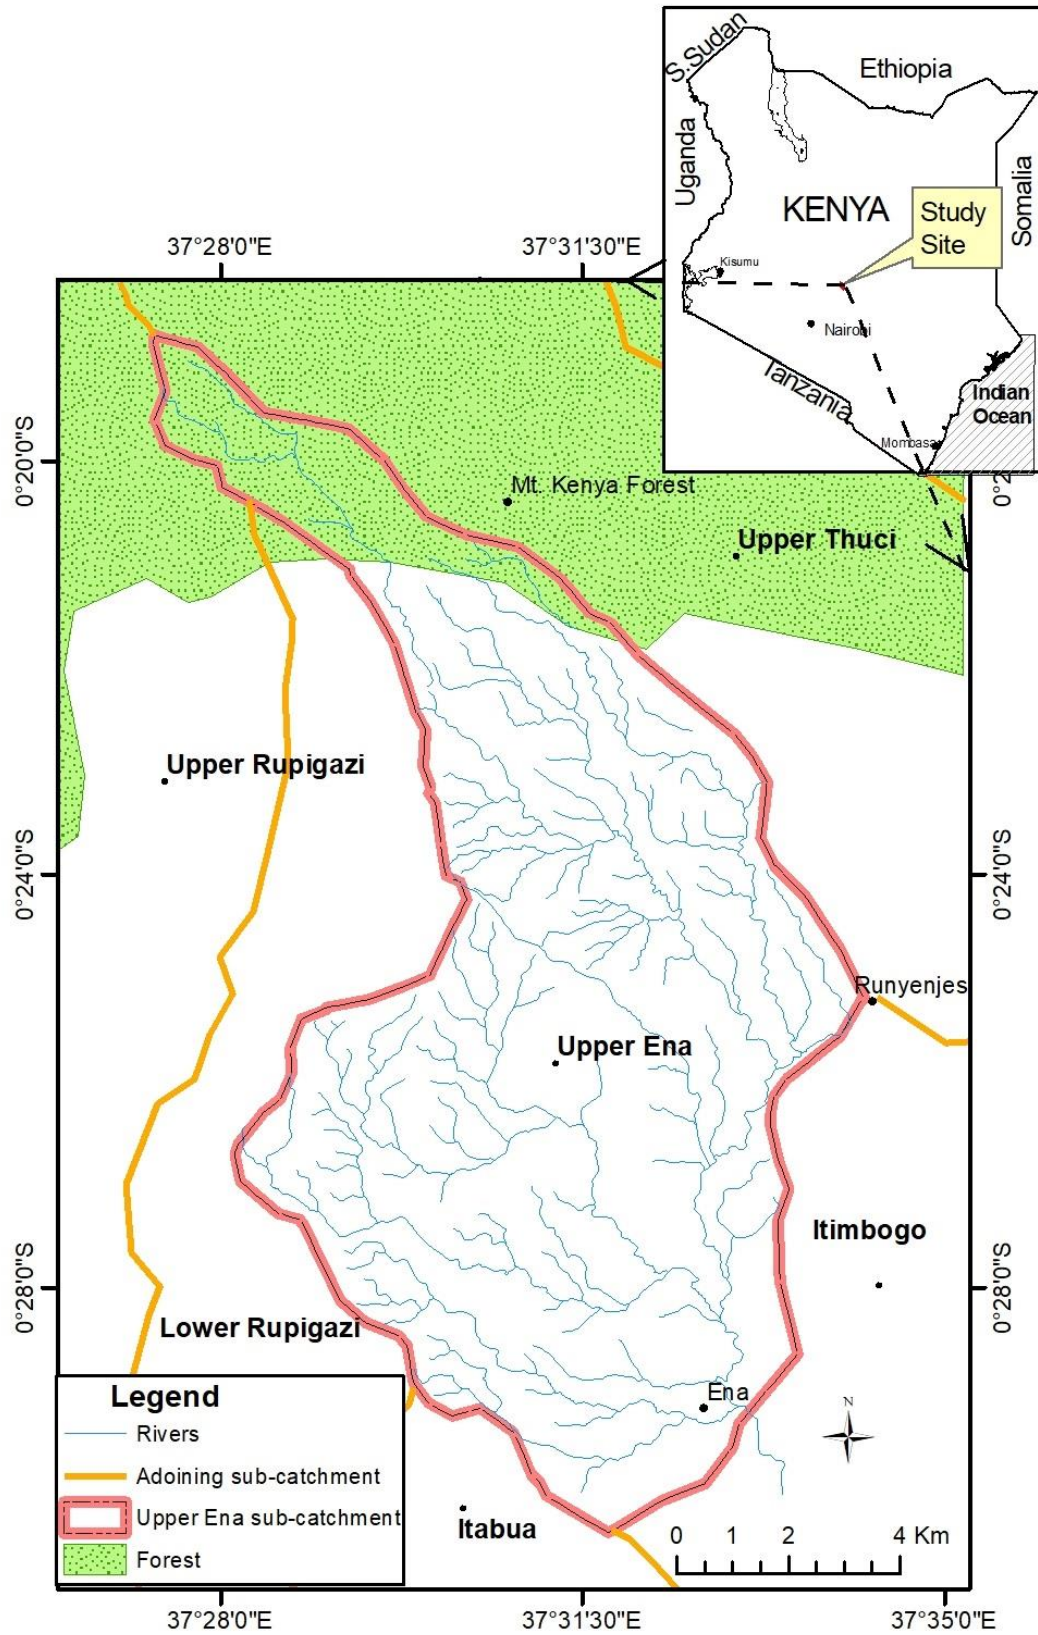 S.Sudan
Ethiopia
Uganda
Somalia
KENYA
Study
Site
Kisumu
Nairobi
Tanzania
Indian
Ocean
Mombasa
37°28'0"E
37°31'30"E
0°20'0"S
Mt. Kenya Forest
Upper Thuci
Upper Rupigazi
0°24'0"S
0°24'0"S
Runyenjes
Upper Ena
Itimbogo
0°28'0"S
0°28'0"S
Lower Rupigazi
Ena
N
Itabua
Legend
Rivers
Adoining sub-catchment
Upper Ena sub-catchment
Forest
0 1 2 4 Km
37°28'0"E
37°31'30"E
37°35'0"E